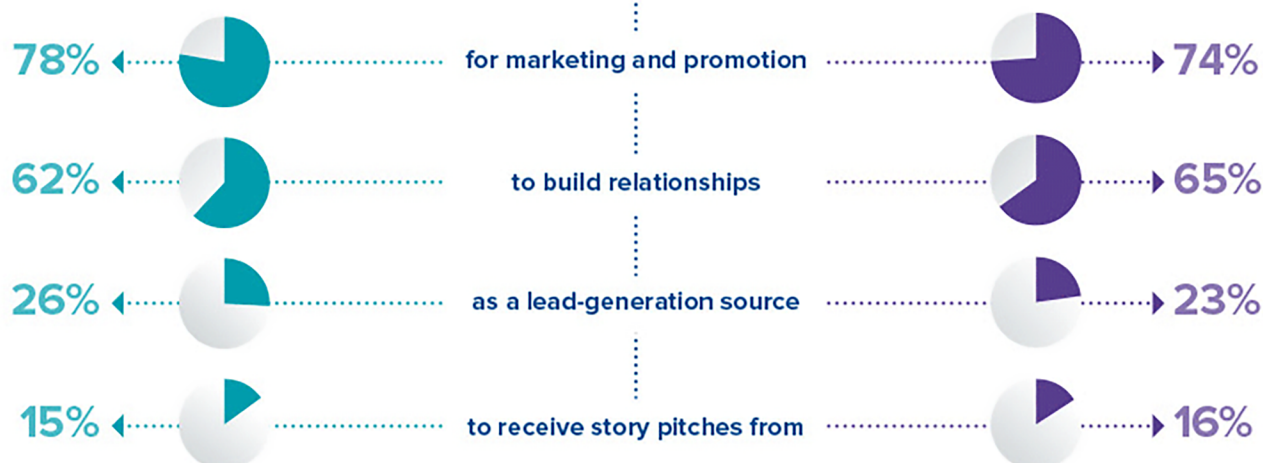 78% for marketing and promotion 74%
62% to build relationships 65%
26% as a lead-generation source 23%
15% to receive story pitches from 16%